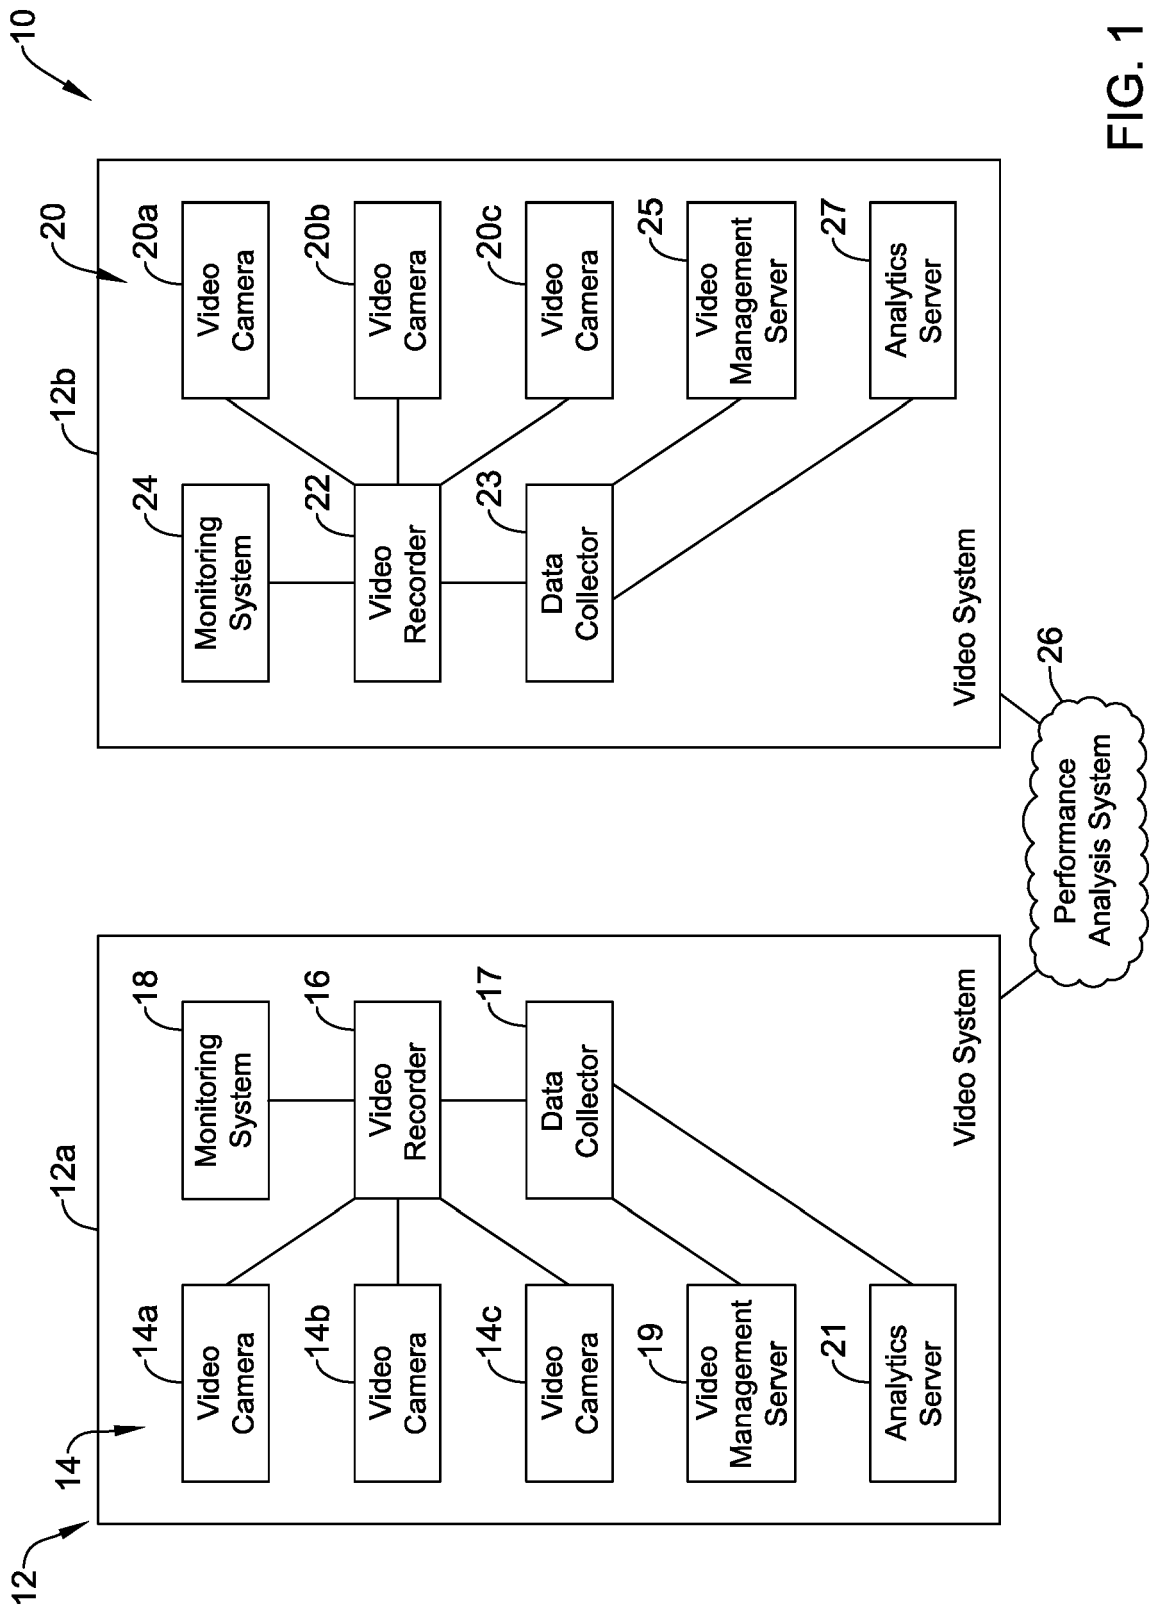 10
12
12a
14
14a
Video
Camera
14b
Video
Camera
14c
Video
Camera
19
Video
Management
Server
21
Analytics
Server
18
Monitoring
System
16
Video
Recorder
17
Data
Collector
Video System
12b
20
24
Monitoring
System
22
Video
Recorder
23
Data
Collector
20a
Video
Camera
20b
Video
Camera
20c
Video
Camera
25
Video
Management
Server
27
Analytics
Server
Video System
26
Performance
Analysis System
FIG. 1